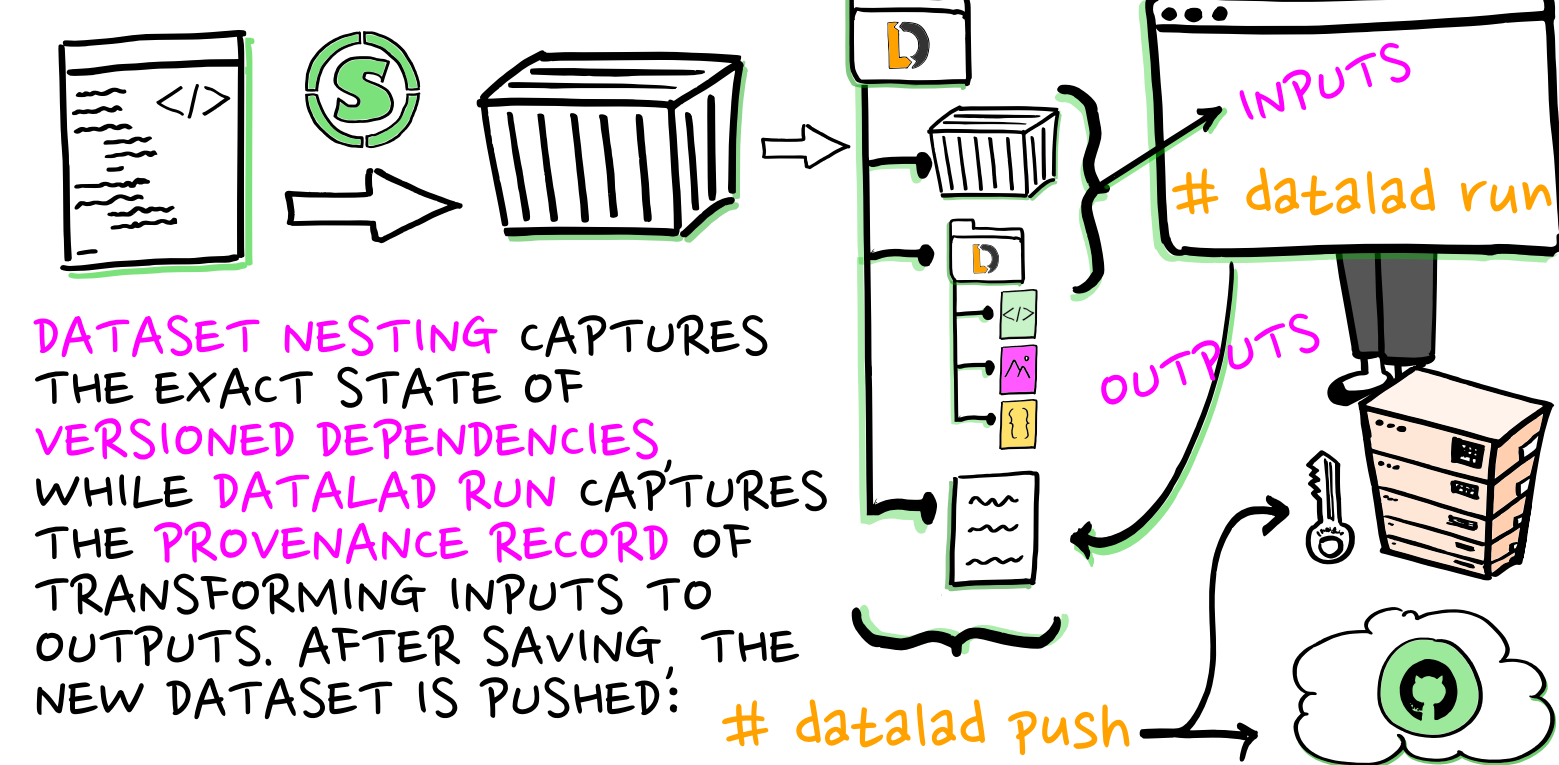 </>
S
D
INPUTS
# datalad run
D
</>
{}
OUTPUTS
DATASET NESTING CAPTURES
THE EXACT STATE OF
VERSIONED DEPENDENCIES,
WHILE DATALAD RUN CAPTURES
THE PROVENANCE RECORD OF
TRANSFORMING INPUTS TO
OUTPUTS. AFTER SAVING, THE
NEW DATASET IS PUSHED:
# datalad push